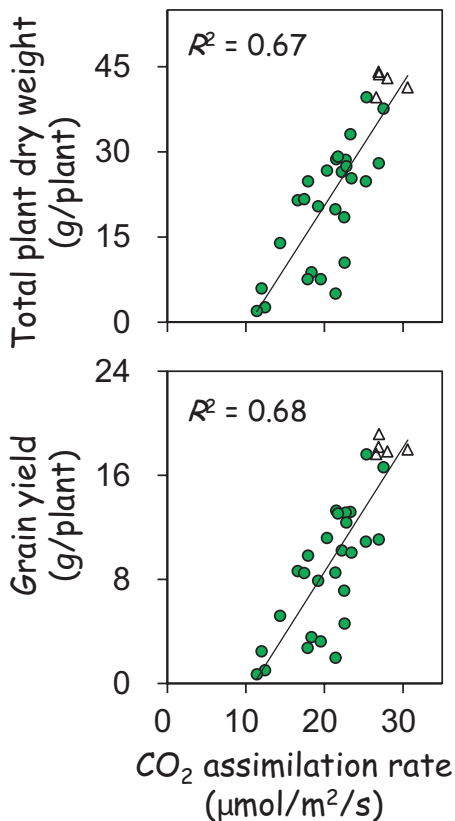 Total plant dry weight
(g/plant)
45
30
15
0
R² = 0.67
Grain yield
(g/plant)
24
16
8
0
R² = 0.68
0 10 20 30
CO₂ assimilation rate
(μmol/m²/s)